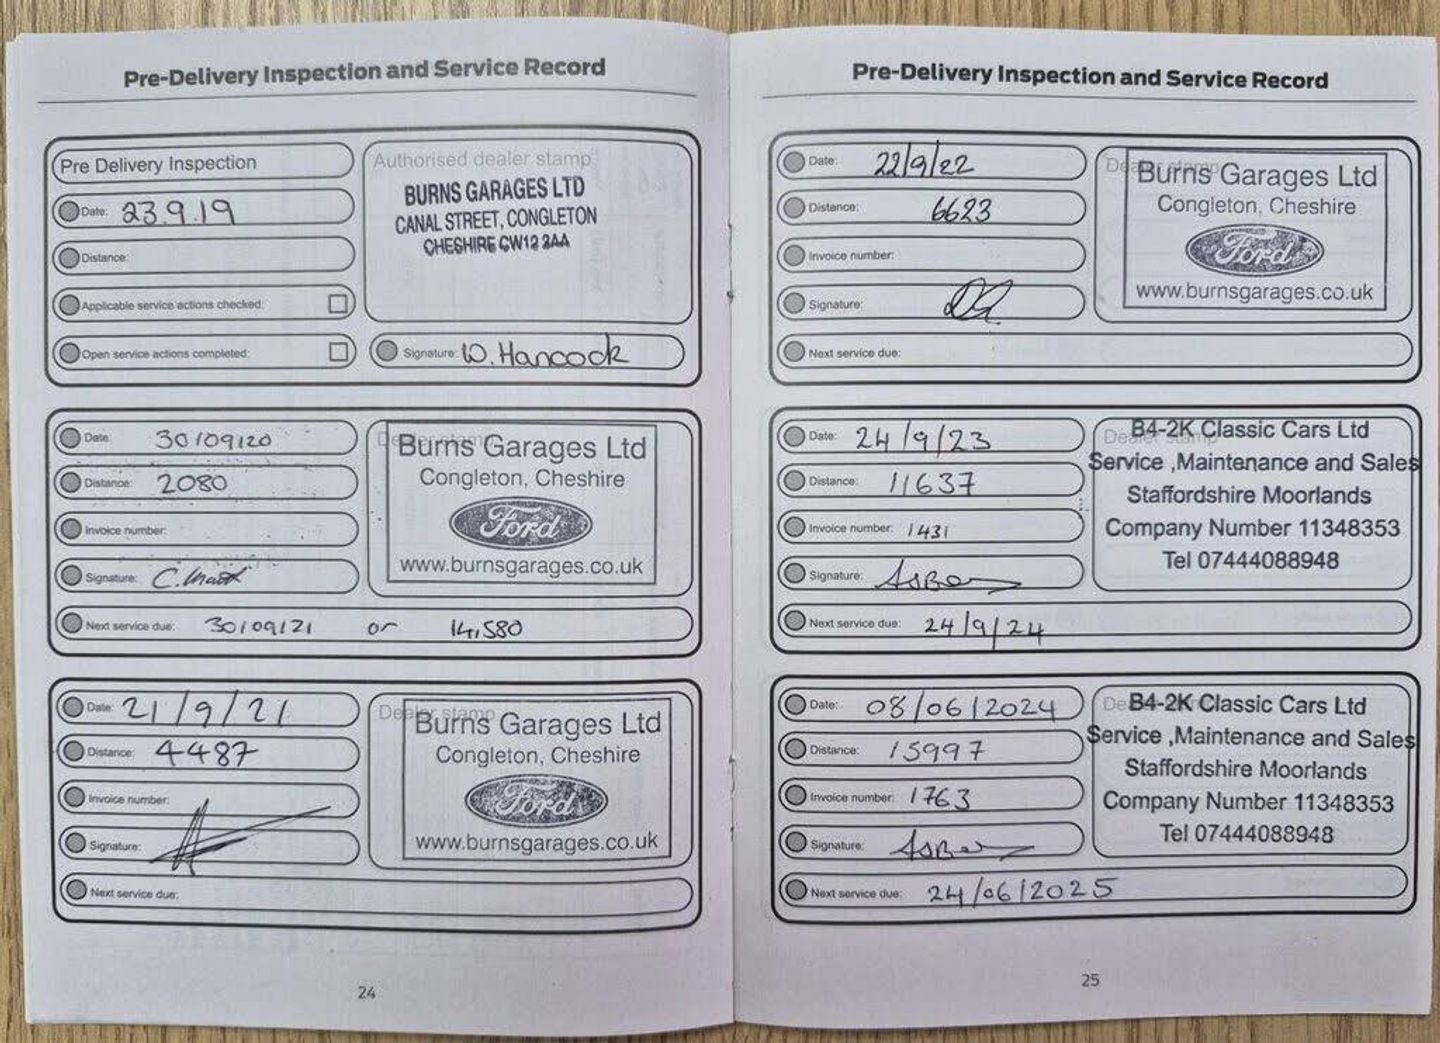 Pre-Delivery Inspection and Service Record
Pre Delivery Inspection
Date: 23.9.19
Distance:
Applicable service actions checked:
Open service actions completed:
Authorised dealer stamp
BURNS GARAGES LTD
CANAL STREET, CONGLETON
CHESHIRE CW12 2AA
Signature: W. Hancock
Date: 30/09/20
Distance: 2080
Invoice number:
Signature: C.
Dealer stamp
Burns Garages Ltd
Congleton, Cheshire
Ford
www.burnsgarages.co.uk
Next service due: 30/09/21 or 14,580
Date: 21/9/21
Distance: 4487
Invoice number:
Signature:
Dealer stamp
Burns Garages Ltd
Congleton, Cheshire
Ford
www.burnsgarages.co.uk
Next service due:
24
Pre-Delivery Inspection and Service Record
Date: 22/9/22
Distance: 6623
Invoice number:
Signature:
Dealer stamp
Burns Garages Ltd
Congleton, Cheshire
Ford
www.burnsgarages.co.uk
Next service due:
Date: 24/9/23
Distance: 11637
Invoice number: 1431
Signature:
Dealer stamp
B4-2K Classic Cars Ltd
Service ,Maintenance and Sales
Staffordshire Moorlands
Company Number 11348353
Tel 07444088948
Next service due: 24/9/24
Date: 08/06/2024
Distance: 15997
Invoice number: 1763
Signature:
B4-2K Classic Cars Ltd
Service ,Maintenance and Sales
Staffordshire Moorlands
Company Number 11348353
Tel 07444088948
Next service due: 24/06/2025
25